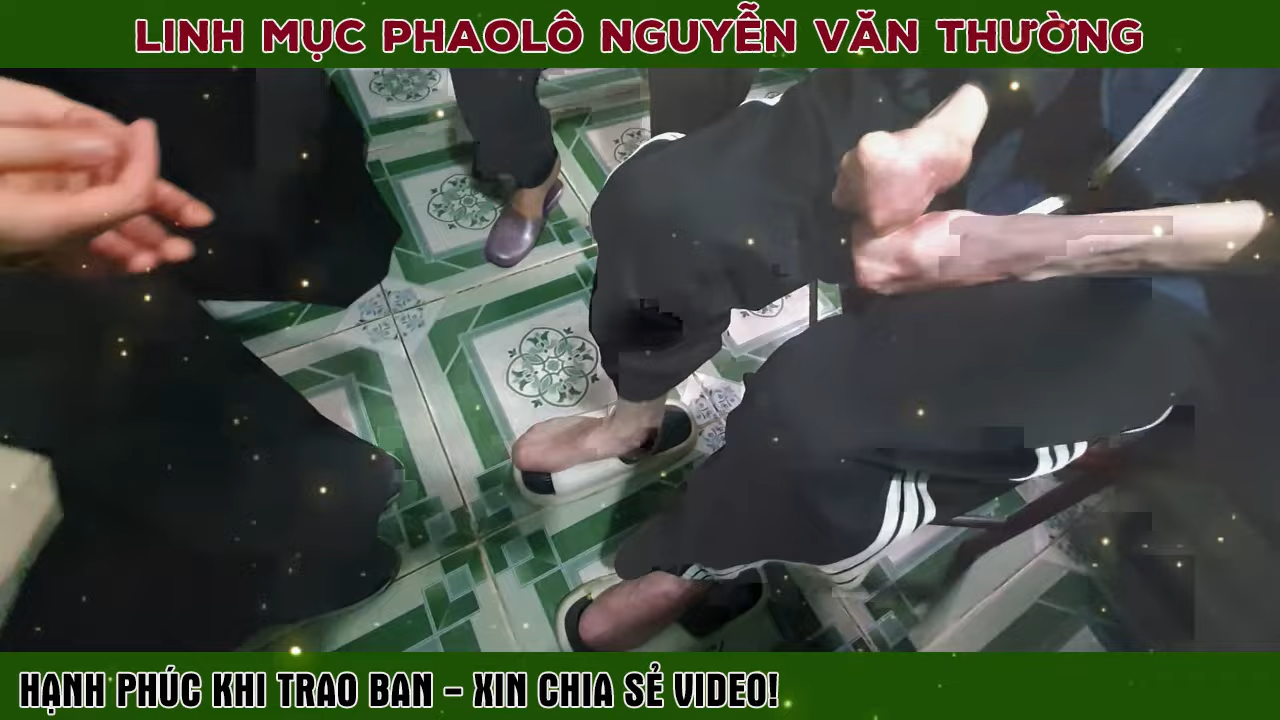 LINH MỤC PHAOLÔ NGUYỄN VĂN THƯỜNG
HẠNH PHÚC KHI TRAO BAN – XIN CHIA SẺ VIDEO!